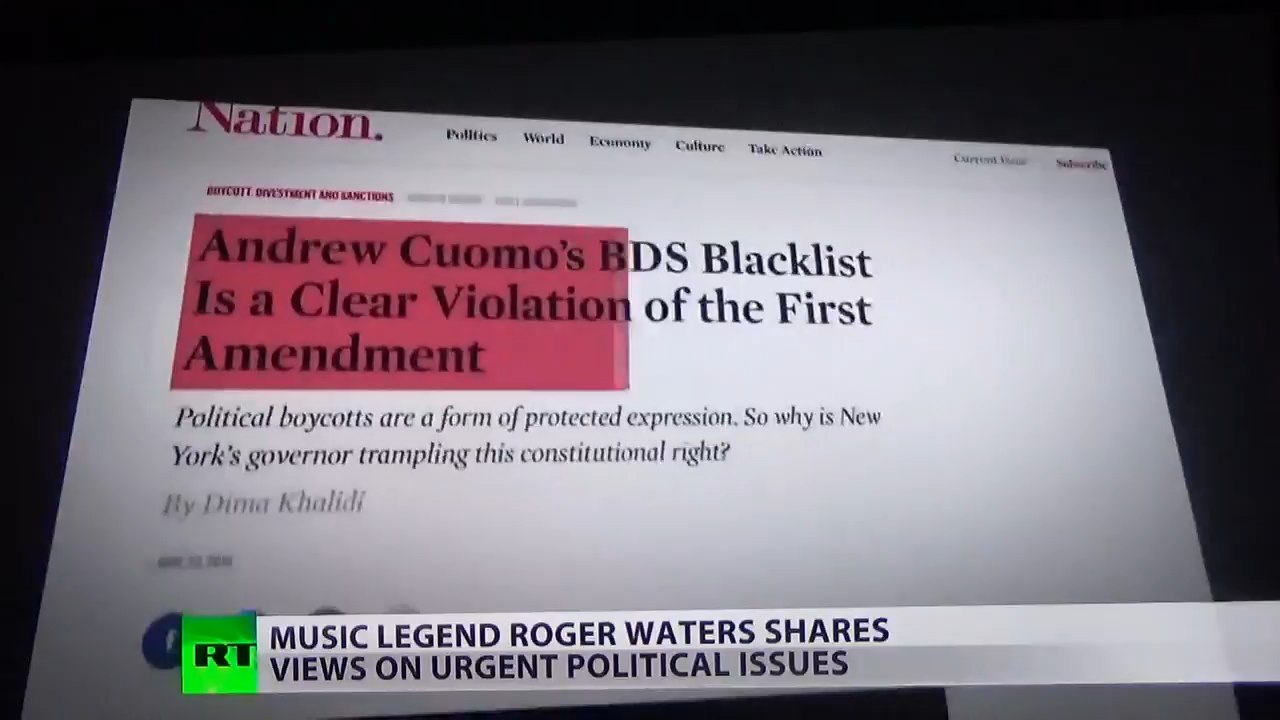 Nation.
Politics World Economy Culture Take Action
Current Issue Subscribe
BOYCOTT, DIVESTMENT AND SANCTIONS
Andrew Cuomo's BDS Blacklist
Is a Clear Violation of the First
Amendment
Political boycotts are a form of protected expression. So why is New
York's governor trampling this constitutional right?
By Dima Khalidi
RT
MUSIC LEGEND ROGER WATERS SHARES
VIEWS ON URGENT POLITICAL ISSUES